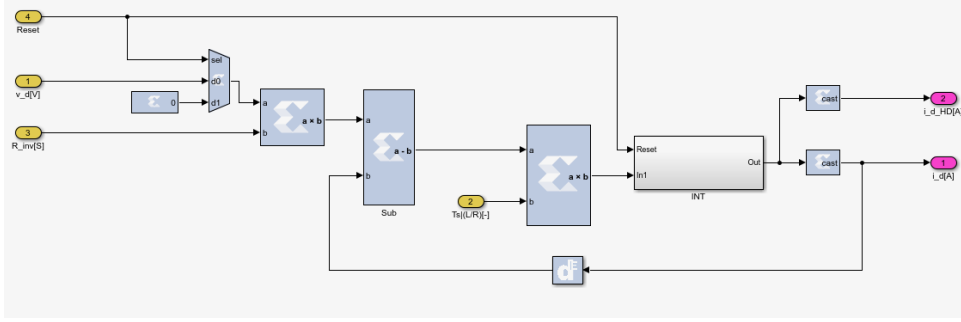 4
Reset
sel
1
d0
v_d[V]
0
d1
a
3
b
a × b
R_inv[S]
a
a - b
b
Sub
a
a × b
2
b
Ts|(L/R)[-]
Reset
Out
In1
INT
cast
2
i_d_HD[A
cast
1
i_d[A]
d